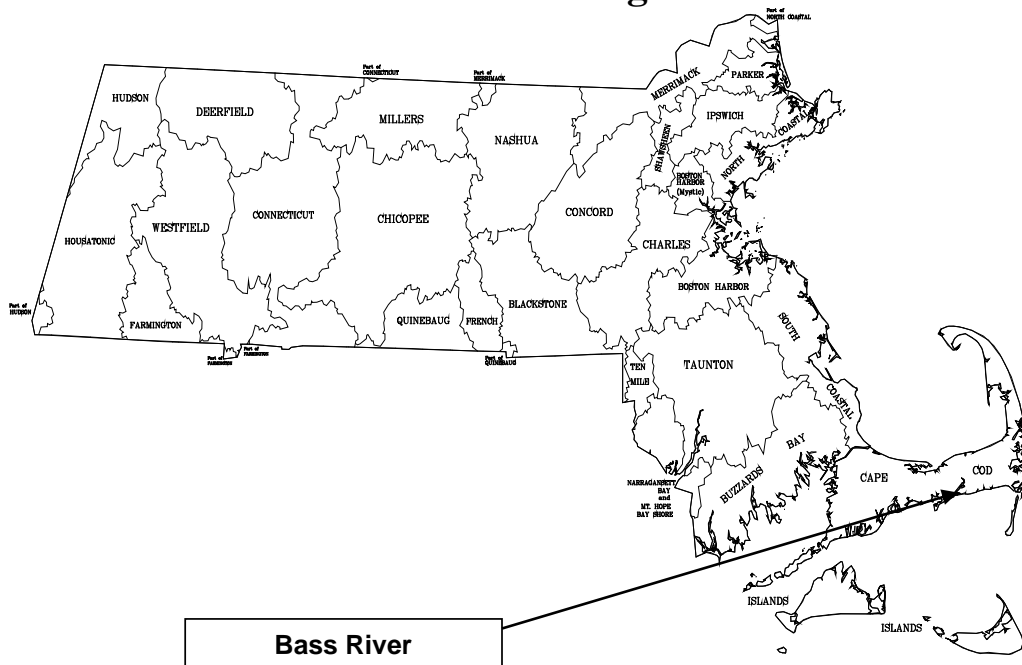 Part of
NORTH COASTAL
Part of
CONNECTICUT
Part of
MERRIMACK
MERRIMACK
PARKER
HUDSON
DEERFIELD
MILLERS
NASHUA
IPSWICH
COASTAL
SHAWSHEEN
NORTH
BOSTON
HARBOR
(Mystic)
HOUSATONIC
WESTFIELD
CONNECTICUT
CHICOPEE
CONCORD
CHARLES
BOSTON HARBOR
Part of
HUDSON
FARMINGTON
QUINEBAUG
FRENCH
BLACKSTONE
SOUTH
COASTAL
Part of
FARMINGTON
Part of
FARMINGTON
Part of
QUINEBAUG
TEN
MILE
TAUNTON
BUZZARDS
BAY
CAPE
COD
NARRAGANSETT
BAY
and
MT. HOPE
BAY SHORE
ISLANDS
ISLANDS
Bass River